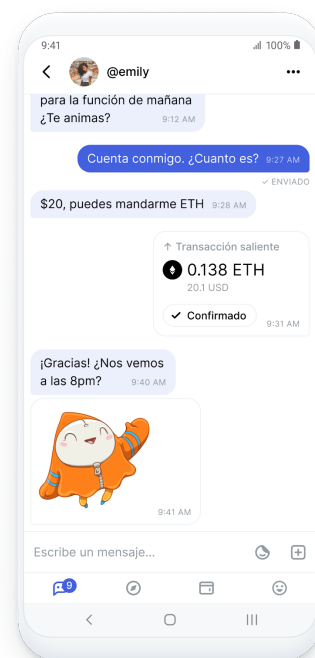 9:41
100%
@emily
para la función de mañana
¿Te animas?
9:12 AM
Cuenta conmigo. ¿Cuanto es?
9:27 AM
✓ ENVIADO
$20, puedes mandarme ETH
9:28 AM
↑ Transacción saliente
0.138 ETH
20.1 USD
✓ Confirmado
9:31 AM
¡Gracias! ¿Nos vemos
a las 8pm?
9:40 AM
9:41 AM
Escribe un mensaje...
9